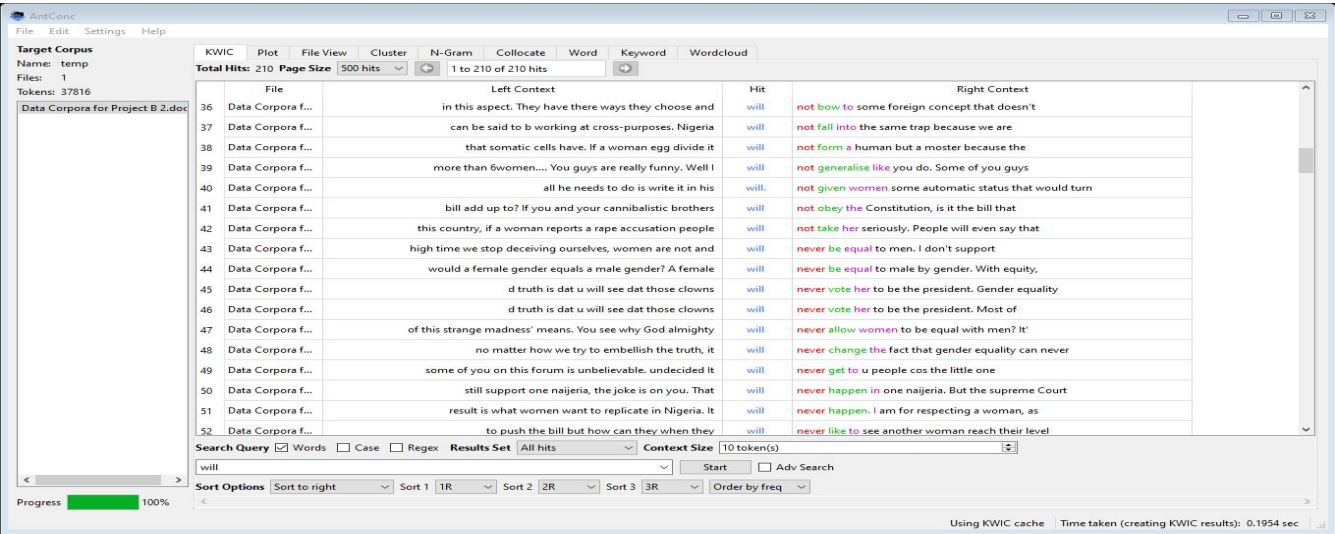 AntConc
File Edit Settings Help
Target Corpus
Name: temp
Files: 1
Tokens: 37816
Data Corpora for Project B 2.doc
Progress 100%
KWIC Plot File View Cluster N-Gram Collocate Word Keyword Wordcloud
Total Hits: 210 Page Size 500 hits 1 to 210 of 210 hits
File Left Context Hit Right Context
36 Data Corpora f... in this aspect. They have there ways they choose and will not bow to some foreign concept that doesn't
37 Data Corpora f... can be said to b working at cross-purposes. Nigeria will not fall into the same trap because we are
38 Data Corpora f... that somatic cells have. If a woman egg divide it will not form a human but a moster because the
39 Data Corpora f... more than 6women.... You guys are really funny. Well I will not generalise like you do. Some of you guys
40 Data Corpora f... all he needs to do is write it in his will. not given women some automatic status that would turn
41 Data Corpora f... bill add up to? If you and your cannibalistic brothers will not obey the Constitution, is it the bill that
42 Data Corpora f... this country, if a woman reports a rape accusation people will not take her seriously. People will even say that
43 Data Corpora f... high time we stop deceiving ourselves, women are not and will never be equal to men. I don't support
44 Data Corpora f... would a female gender equals a male gender? A female will never be equal to male by gender. With equity,
45 Data Corpora f... d truth is dat u will see dat those clowns will never vote her to be the president. Gender equality
46 Data Corpora f... d truth is dat u will see dat those clowns will never vote her to be the president. Most of
47 Data Corpora f... of this strange madness' means. You see why God almighty will never allow women to be equal with men? It'
48 Data Corpora f... no matter how we try to embellish the truth, it will never change the fact that gender equality can never
49 Data Corpora f... some of you on this forum is unbelievable. undecided It will never get to u people cos the little one
50 Data Corpora f... still support one naijeria, the joke is on you. That will never happen in one naijeria. But the supreme Court
51 Data Corpora f... result is what women want to replicate in Nigeria. It will never happen. I am for respecting a woman, as
52 Data Corpora f... to push the bill but how can they when they will never like to see another woman reach their level
Search Query Words Case Regex Results Set All hits Context Size 10 token(s)
will Start Adv Search
Sort Options Sort to right Sort 1 1R Sort 2 2R Sort 3 3R Order by freq
Using KWIC cache Time taken (creating KWIC results): 0.1954 sec